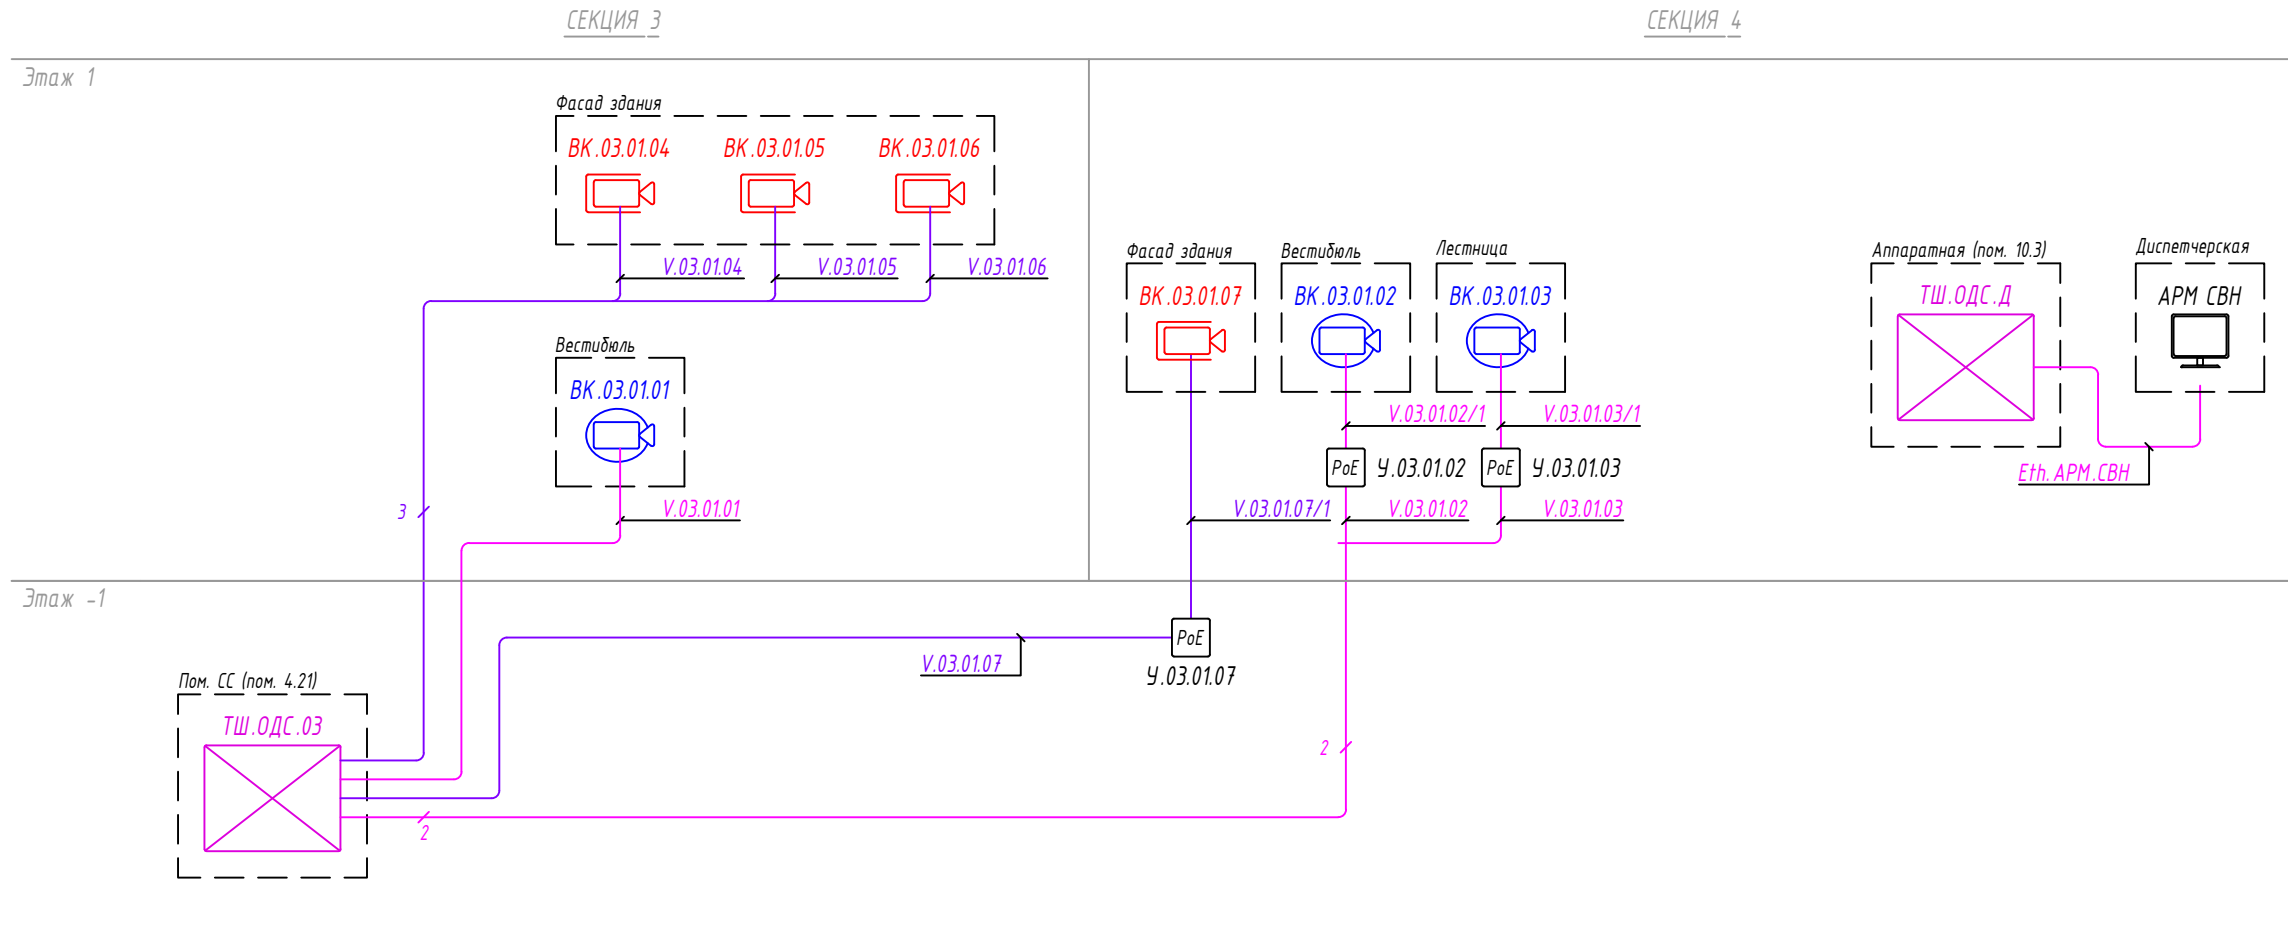 СЕКЦИЯ 3
СЕКЦИЯ 4
Этаж 1
Фасад здания
ВК.03.01.04
ВК.03.01.05
ВК.03.01.06
V.03.01.04
V.03.01.05
V.03.01.06
Вестибюль
ВК.03.01.01
V.03.01.01
3
Фасад здания
ВК.03.01.07
Вестибюль
ВК.03.01.02
Лестница
ВК.03.01.03
V.03.01.02/1
V.03.01.03/1
PoE
У.03.01.02
PoE
У.03.01.03
V.03.01.07/1
V.03.01.02
V.03.01.03
Аппаратная (пом. 10.3)
ТШ.ОДС.Д
Диспетчерская
АРМ СВН
Eth.АРМ.СВН
Этаж -1
PoE
У.03.01.07
V.03.01.07
Пом. СС (пом. 4.21)
ТШ.ОДС.03
2
2